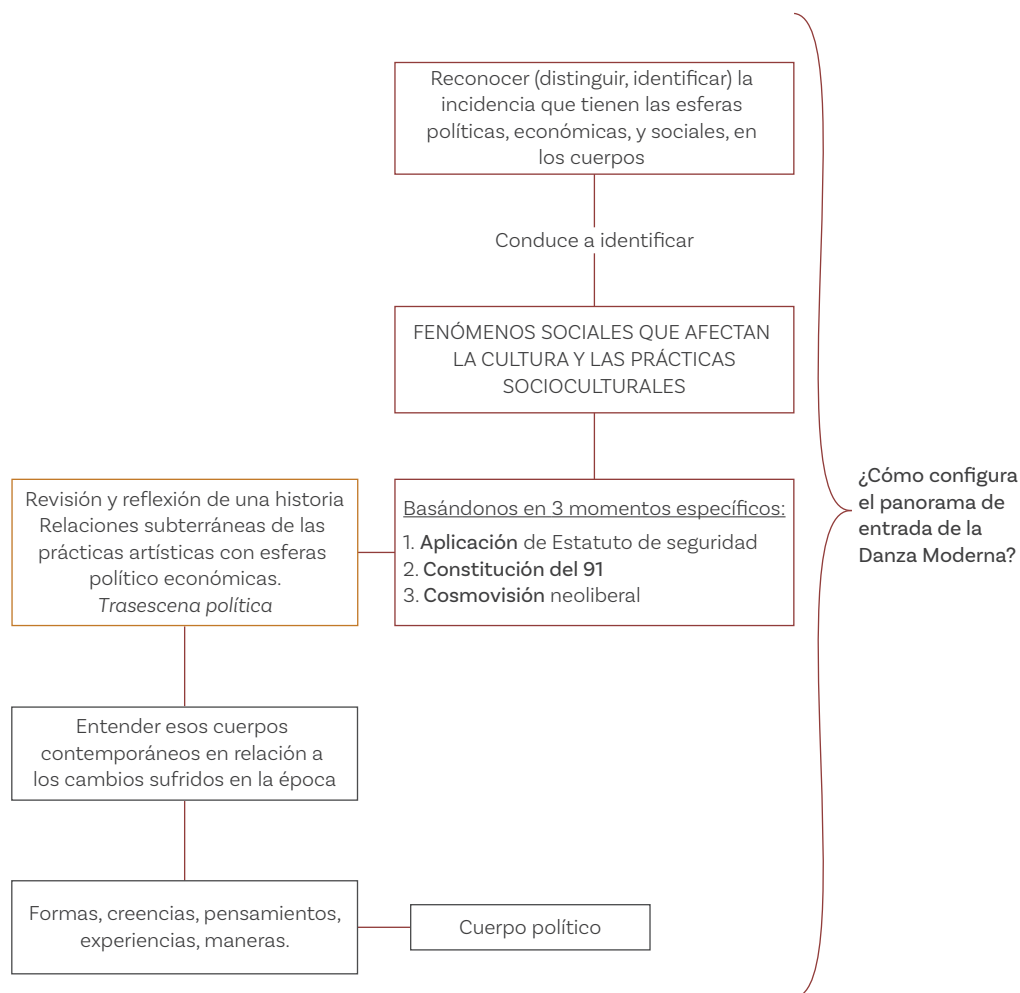 Reconocer (distinguir, identificar) la
incidencia que tienen las esferas
políticas, económicas, y sociales, en
los cuerpos
Conduce a identificar
FENÓMENOS SOCIALES QUE AFECTAN
LA CULTURA Y LAS PRÁCTICAS
SOCIOCULTURALES
Basándonos en 3 momentos específicos:
1. Aplicación de Estatuto de seguridad
2. Constitución del 91
3. Cosmovisión neoliberal
Revisión y reflexión de una historia
Relaciones subterráneas de las
prácticas artísticas con esferas
político económicas.
Trasescena política
Entender esos cuerpos
contemporáneos en relación a
los cambios sufridos en la época
Formas, creencias, pensamientos,
experiencias, maneras.
Cuerpo político
¿Cómo configura
el panorama de
entrada de la
Danza Moderna?